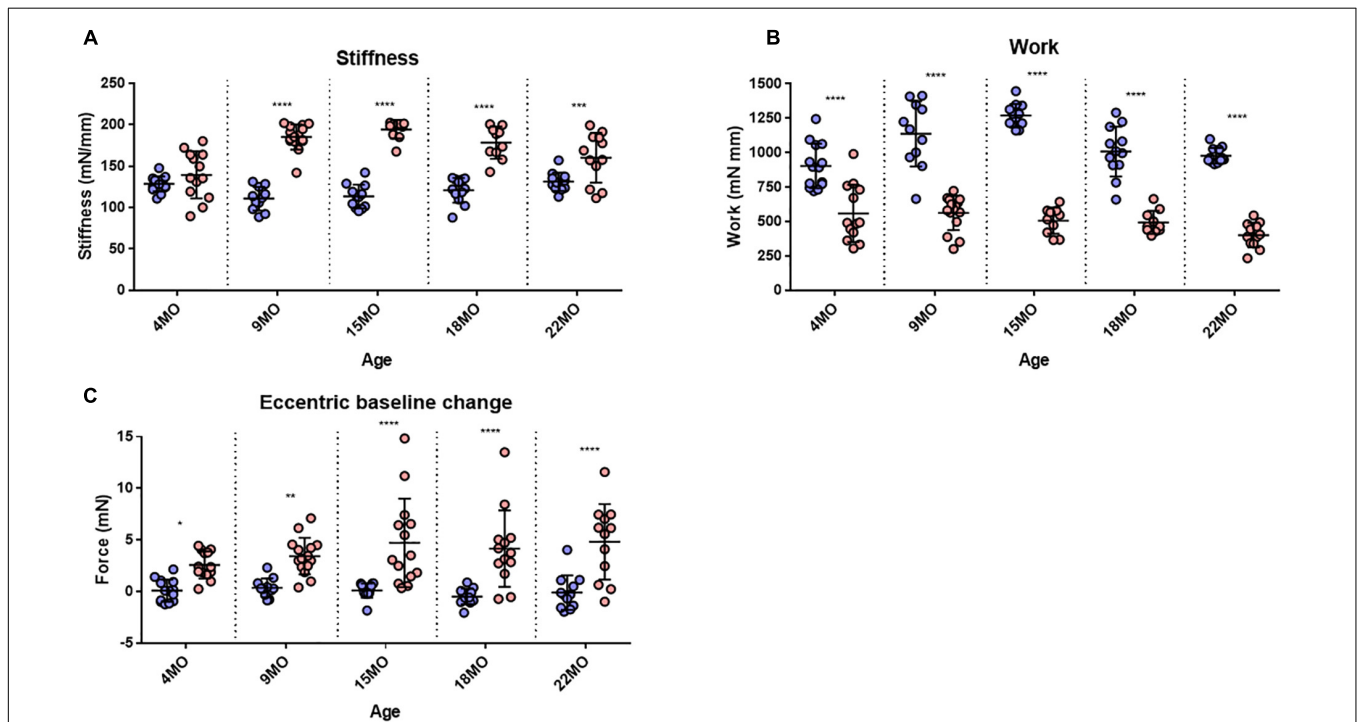 A
Stiffness
Stiffness (mN/mm)
250
200
150
100
50
0
****
****
****
***
4MO
9MO
15MO
18MO
22MO
Age
B
Work
Work (mN mm)
1500
1250
1000
750
500
250
0
****
****
****
****
****
4MO
9MO
15MO
18MO
22MO
Age
C
Eccentric baseline change
Force (mN)
15
10
5
0
-5
*
**
****
****
****
4MO
9MO
15MO
18MO
22MO
Age